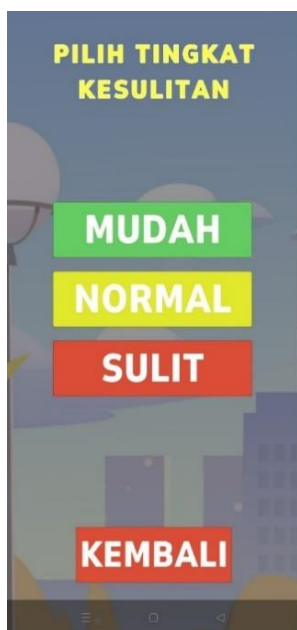 PILIH TINGKAT
KESULITAN
MUDAH
NORMAL
SULIT
KEMBALI